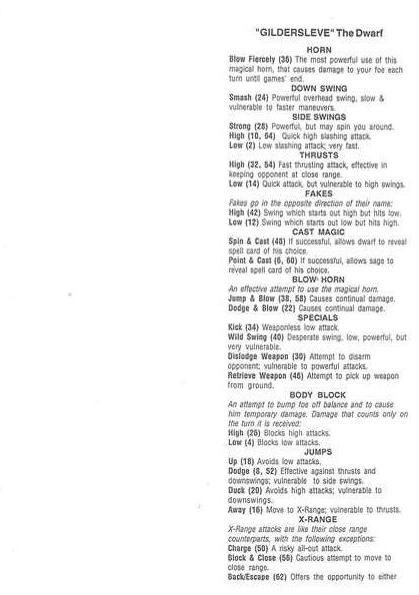 "GILDERSLEVE" The Dwarf
HORN
Blow Fiercely (36) The most powerful use of this
magical horn, that causes damage to your foe each
turn until games' end.
DOWN SWING
Smash (24) Powerful overhead swing, slow &
vulnerable to faster maneuvers.
SIDE SWINGS
Strong (28) Powerful, but may spin you around.
High (10, 64) Quick high slashing attack.
Low (2) Low slashing attack; very fast.
THRUSTS
High (32, 54) Fast thrusting attack, effective in
keeping opponent at close range.
Low (14) Quick attack, but vulnerable to high swings.
FAKES
Fakes go in the opposite direction of their name:
High (42) Swing which starts out high but hits low.
Low (12) Swing which starts out low but hits high.
CAST MAGIC
Spin & Cast (48) If successful, allows dwarf to reveal
spell card of his choice.
Point & Cast (6, 60) If successful, allows sage to
reveal spell card of his choice.
BLOW HORN
An effective attempt to use the magical horn.
Jump & Blow (38, 58) Causes continual damage.
Dodge & Blow (22) Causes continual damage.
SPECIALS
Kick (34) Weaponless low attack.
Wild Swing (40) Desperate swing, low, powerful, but
very vulnerable.
Dislodge Weapon (30) Attempt to disarm
opponent; vulnerable to powerful attacks.
Retrieve Weapon (46) Attempt to pick up weapon
from ground.
BODY BLOCK
An attempt to bump foe off balance and to cause
him temporary damage. Damage that counts only on
the turn it is received:
High (26) Blocks high attacks.
Low (4) Blocks low attacks.
JUMPS
Up (18) Avoids low attacks.
Dodge (8, 52) Effective against thrusts and
downswings; vulnerable to side swings.
Duck (20) Avoids high attacks; vulnerable to
downswings.
Away (16) Move to X-Range; vulnerable to thrusts.
X-RANGE
X-Range attacks are like their close range
counterparts, with the following exceptions:
Charge (50) A risky all-out attack.
Block & Close (56) Cautious attempt to move to
close range.
Back/Escape (62) Offers the opportunity to either